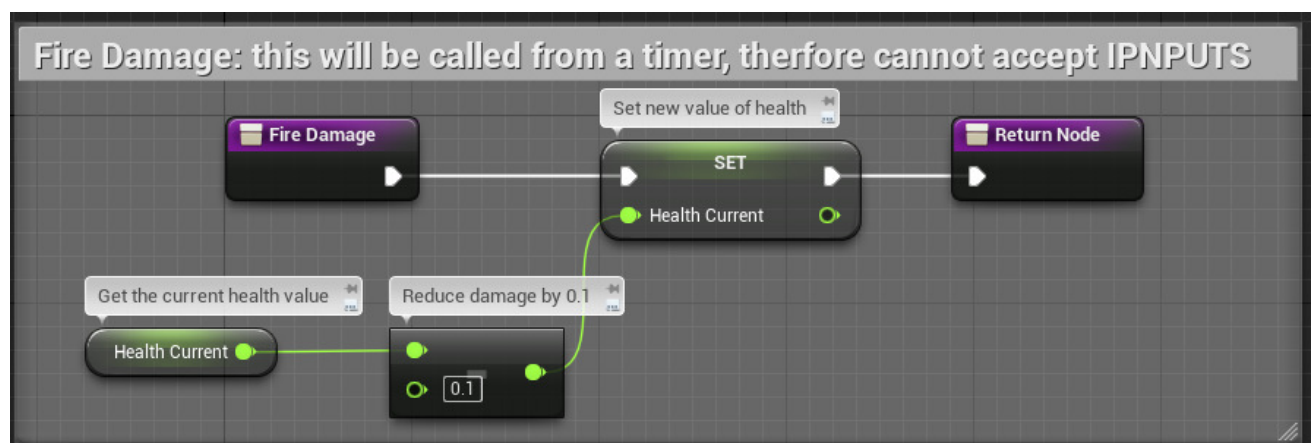 Fire Damage: this will be called from a timer, therfore cannot accept IPNPUTS
Set new value of health
Fire Damage
SET
Return Node
Health Current
Get the current health value
Reduce damage by 0.1
Health Current
0.1